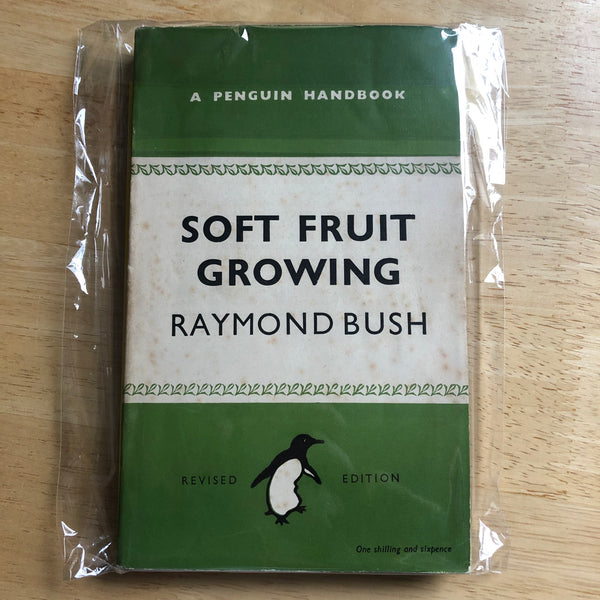 A PENGUIN HANDBOOK
SOFT FRUIT
GROWING
RAYMOND BUSH
REVISED EDITION
One shilling and sixpence